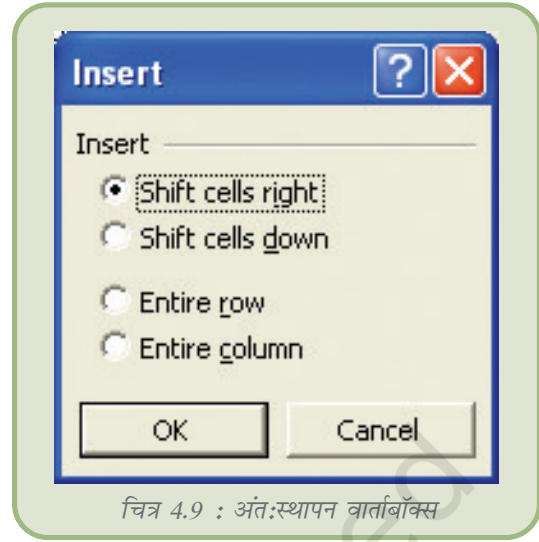 Insert
Insert
Shift cells right
Shift cells down
Entire row
Entire column
OK Cancel
चित्र 4.9 : अंत:स्थापन वार्ताबॉक्स